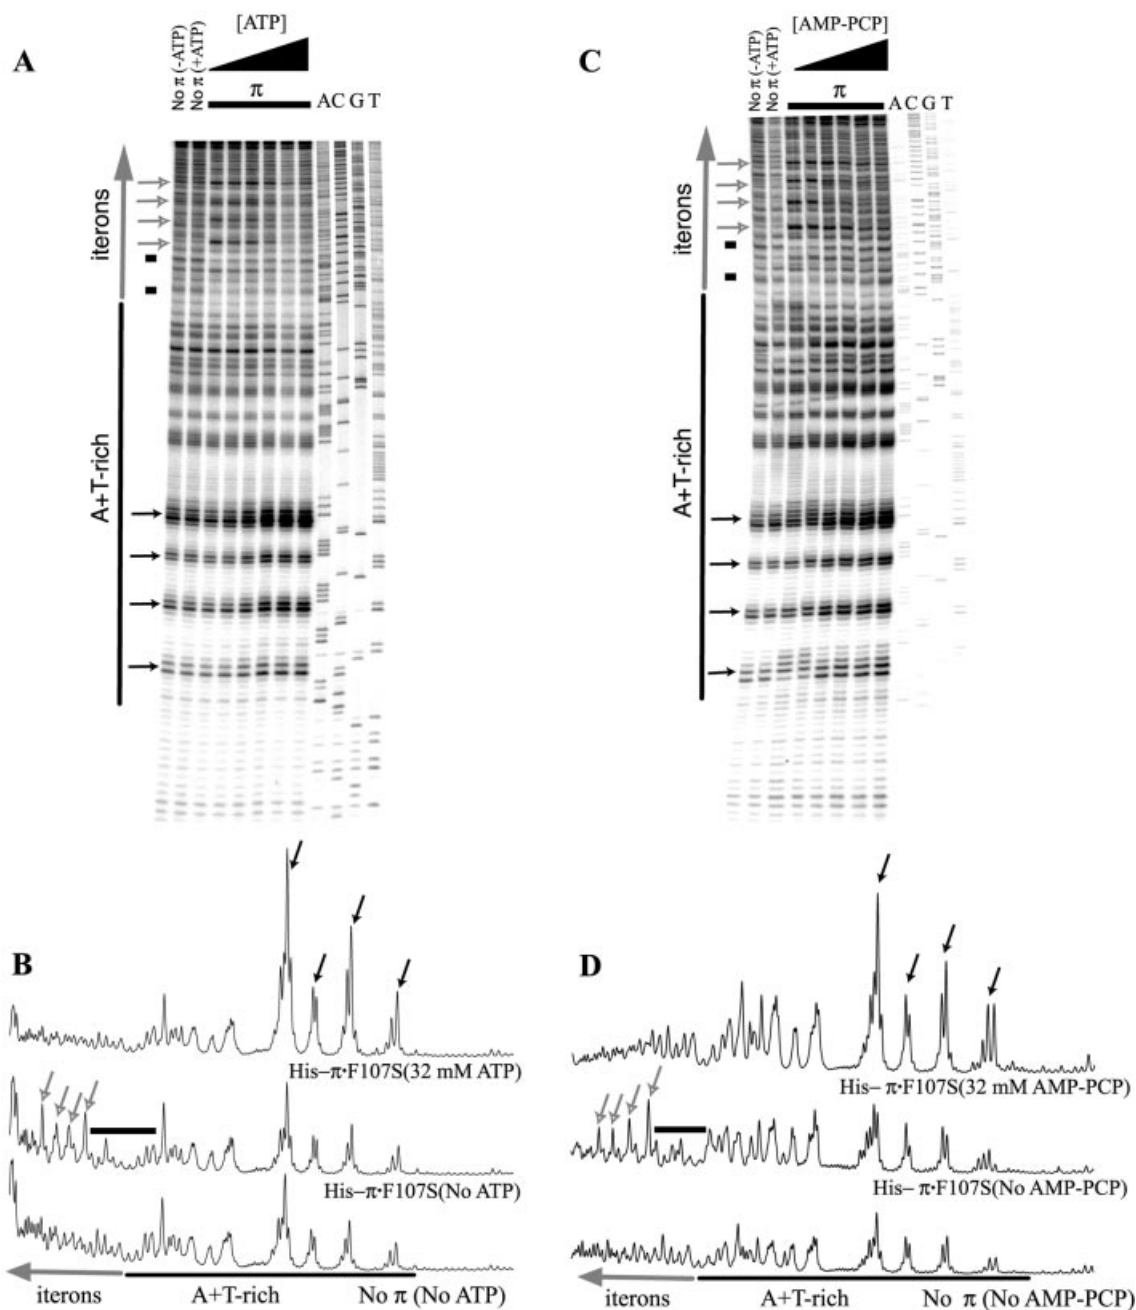 A
No π (-ATP)
No π (+ATP)
[ATP]
π
A C G T
iterons
A+T-rich
C
No π (-ATP)
No π (+ATP)
[AMP-PCP]
π
A C G T
iterons
A+T-rich
B
His–π•F107S(32 mM ATP)
His–π•F107S(No ATP)
iterons A+T-rich No π (No ATP)
D
His– π•F107S(32 mM AMP-PCP)
His– π•F107S(No AMP-PCP)
iterons A+T-rich No π (No AMP-PCP)